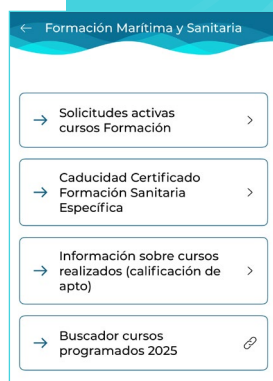 Formación Marítima y Sanitaria
Solicitudes activas
cursos Formación
Caducidad Certificado
Formación Sanitaria
Específica
Información sobre cursos
realizados (calificación de
apto)
Buscador cursos
programados 2025